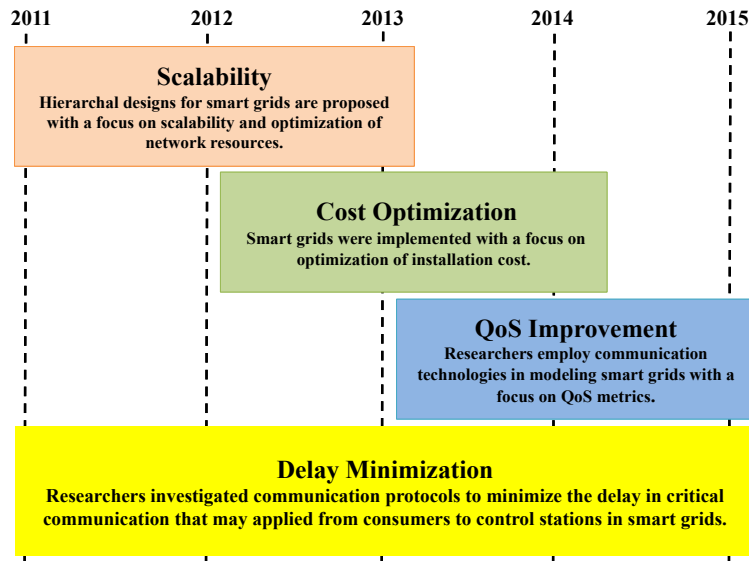 2011 2012 2013 2014 2015
Scalability
Hierarchal designs for smart grids are proposed
with a focus on scalability and optimization of
network resources.
Cost Optimization
Smart grids were implemented with a focus on
optimization of installation cost.
QoS Improvement
Researchers employ communication
technologies in modeling smart grids with a
focus on QoS metrics.
Delay Minimization
Researchers investigated communication protocols to minimize the delay in critical
communication that may applied from consumers to control stations in smart grids.